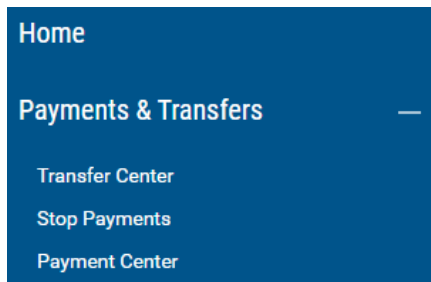 Home
Payments & Transfers
Transfer Center
Stop Payments
Payment Center